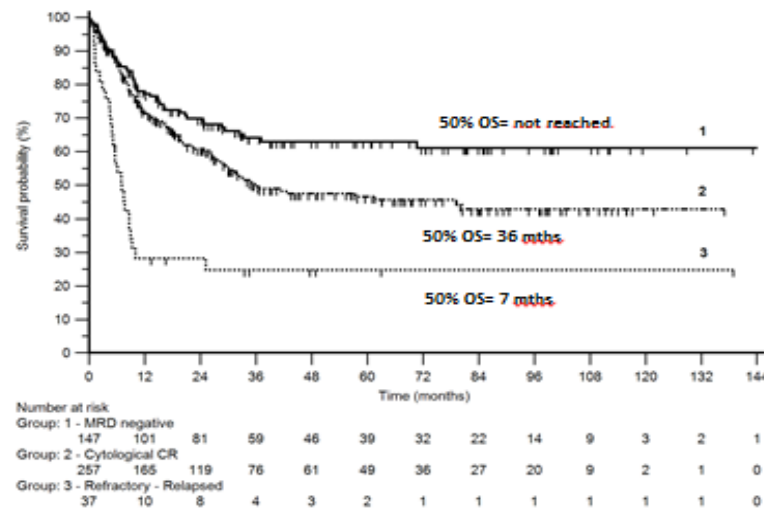 Survival probability (%)
100
90
80
70
60
50
40
30
20
10
0
50% OS= not reached.
1
2
50% OS= 36 mths
3
50% OS= 7 mths
0 12 24 36 48 60 72 84 96 108 120 132 144
Time (months)
Number at risk
Group: 1 - MRD negative
147 101 81 59 46 39 32 22 14 9 3 2 1
Group: 2 - Cytological CR
257 165 119 76 61 49 36 27 20 9 2 1 0
Group: 3 - Refractory - Relapsed
37 10 8 4 3 2 1 1 1 1 1 1 0